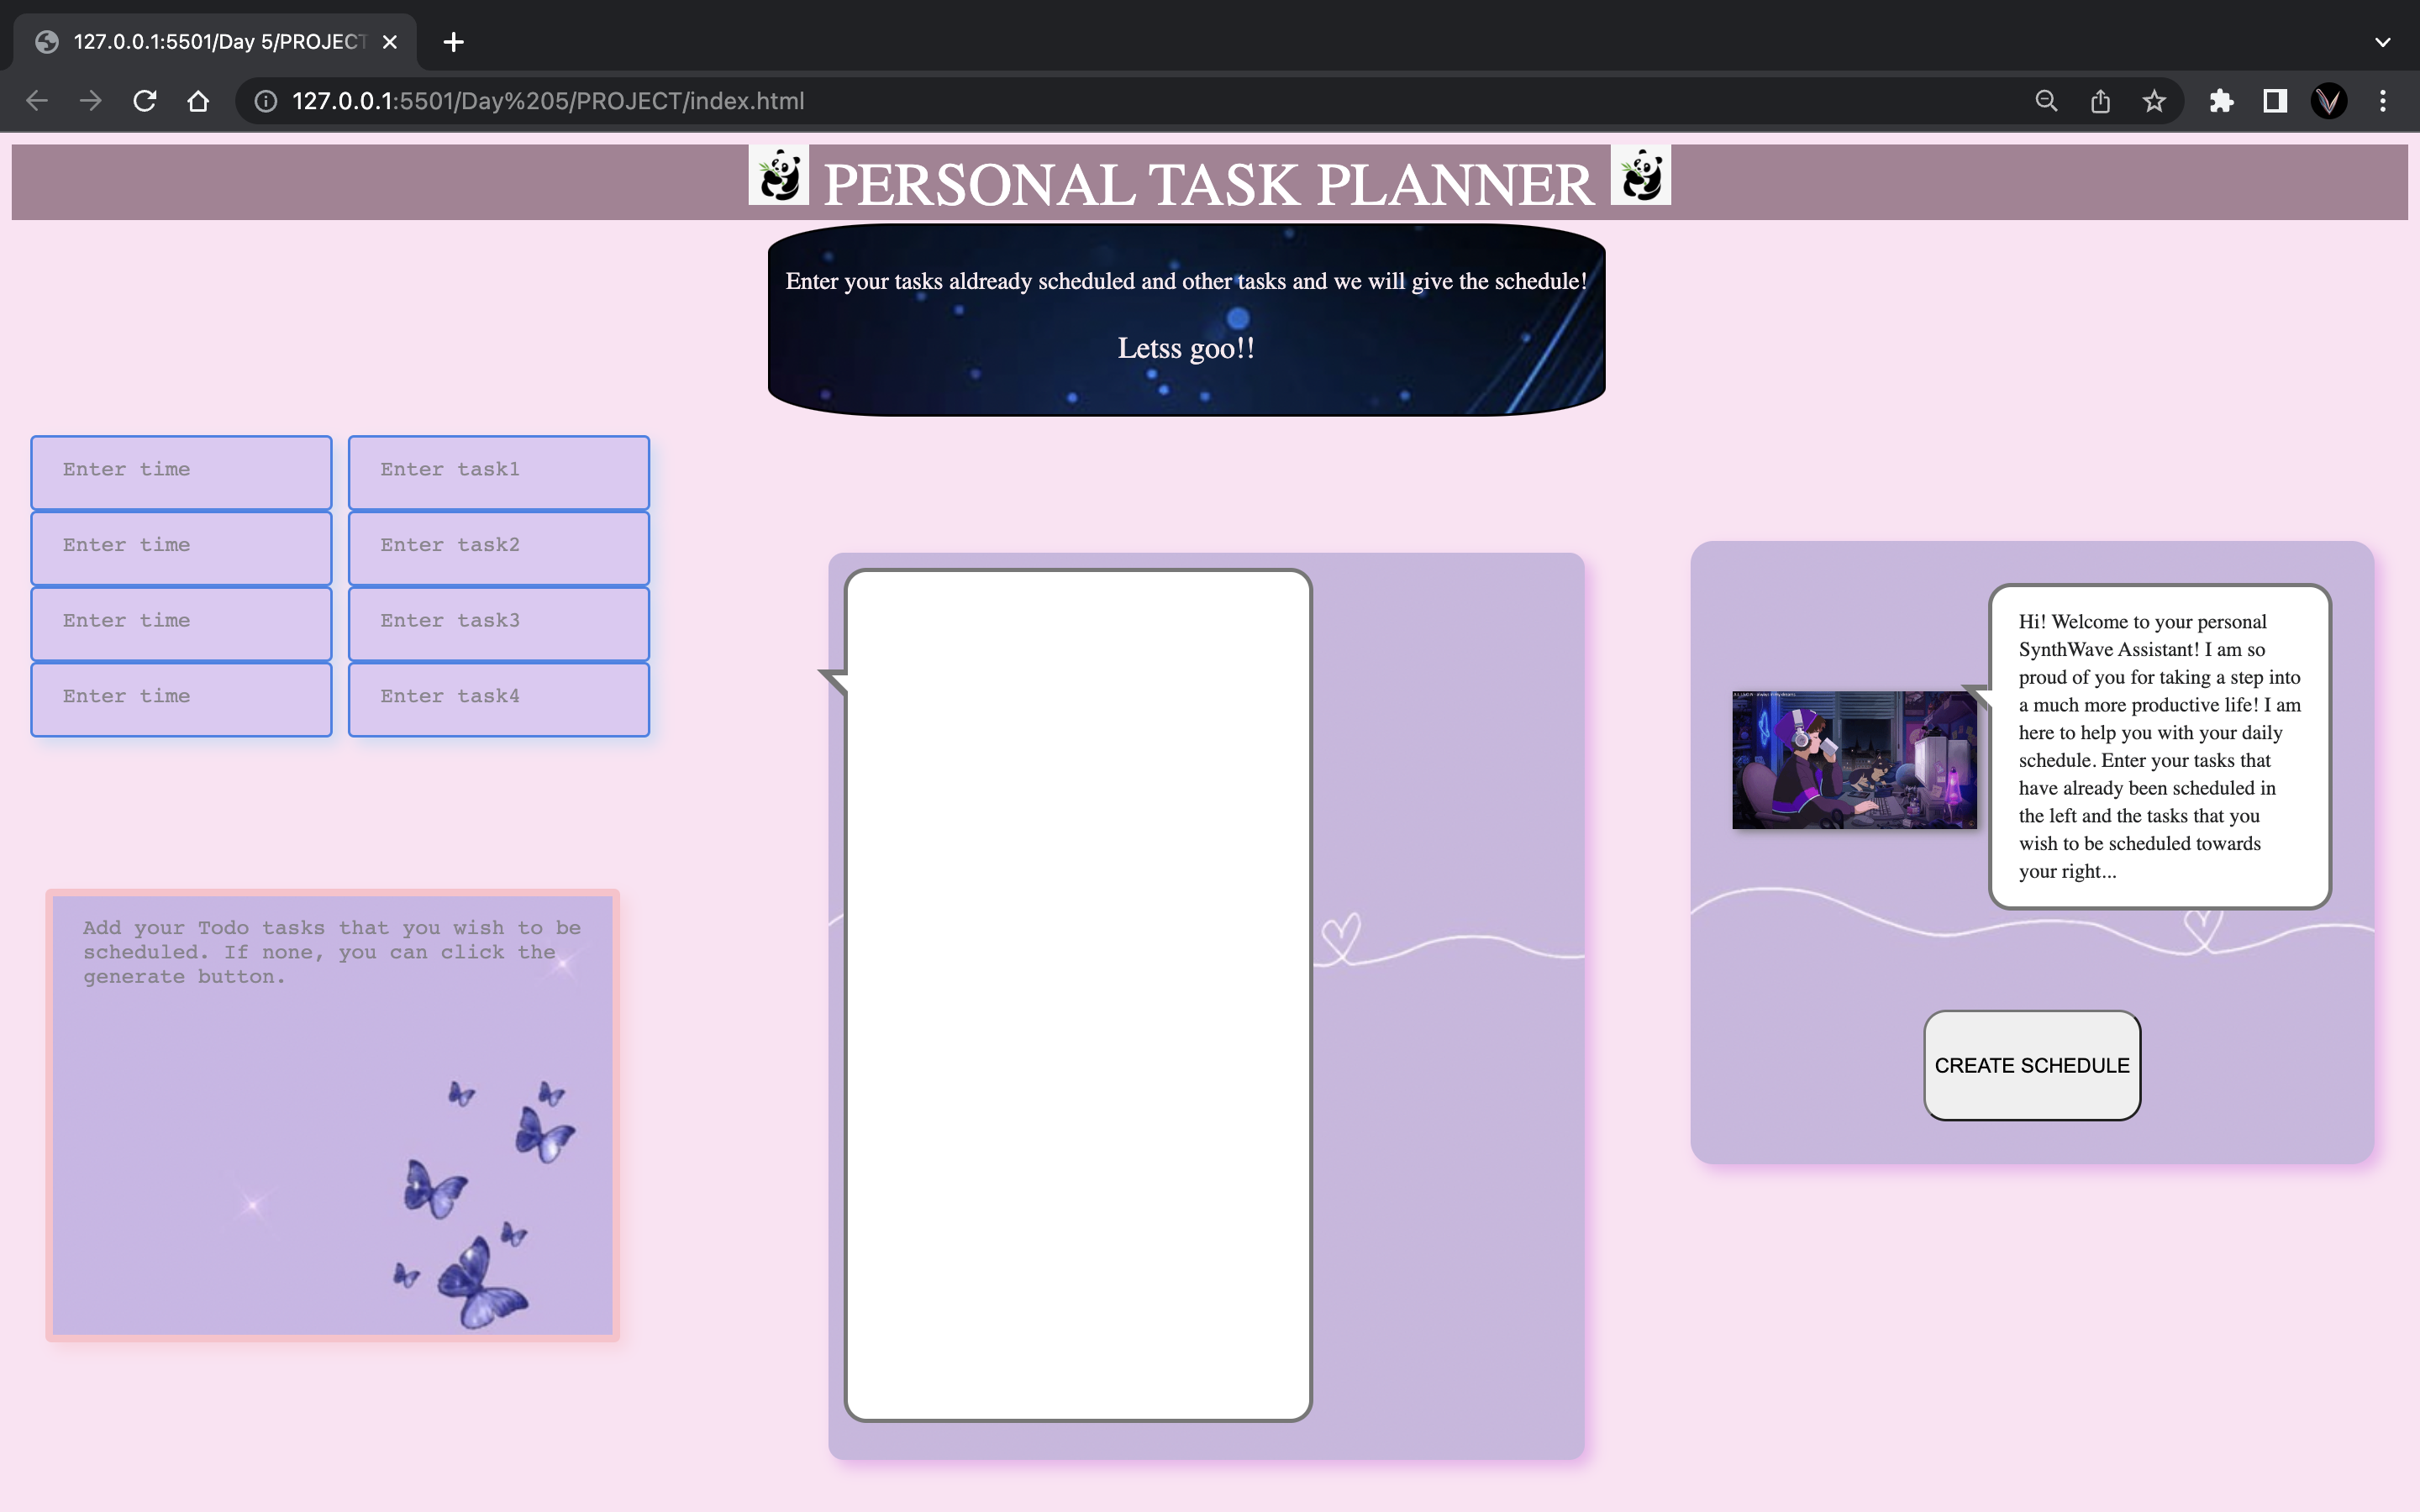 127.0.0.1:5501/Day 5/PROJECT
127.0.0.1:5501/Day%205/PROJECT/index.html
PERSONAL TASK PLANNER
Enter your tasks aldready scheduled and other tasks and we will give the schedule!
Letss goo!!
Enter time
Enter task1
Enter time
Enter task2
Enter time
Enter task3
Enter time
Enter task4
Add your Todo tasks that you wish to be
scheduled. If none, you can click the
generate button.
Hi! Welcome to your personal
SynthWave Assistant! I am so
proud of you for taking a step into
a much more productive life! I am
here to help you with your daily
schedule. Enter your tasks that
have already been scheduled in
the left and the tasks that you
wish to be scheduled towards
your right...
CREATE SCHEDULE